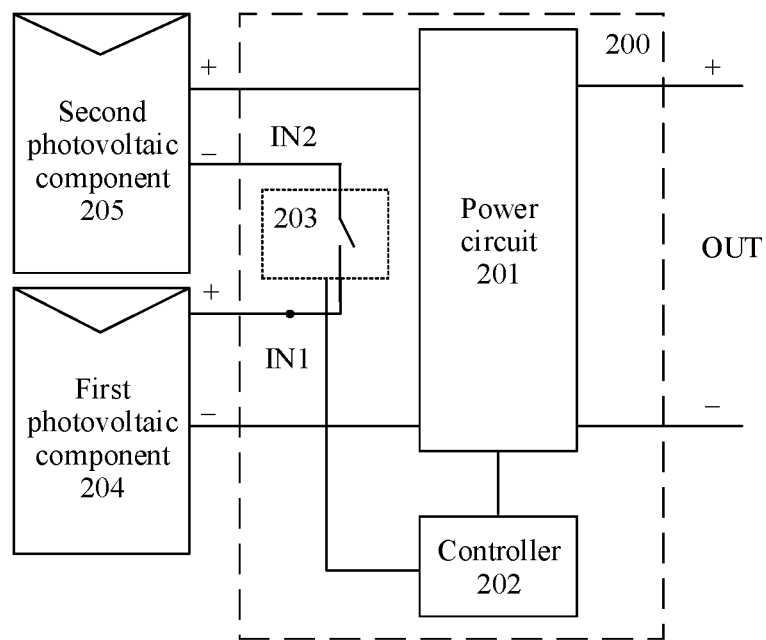 Second
photovoltaic
component
205
+
−
IN2
203
200
+
Power
circuit
201
OUT
First
photovoltaic
component
204
+
IN1
−
−
Controller
202